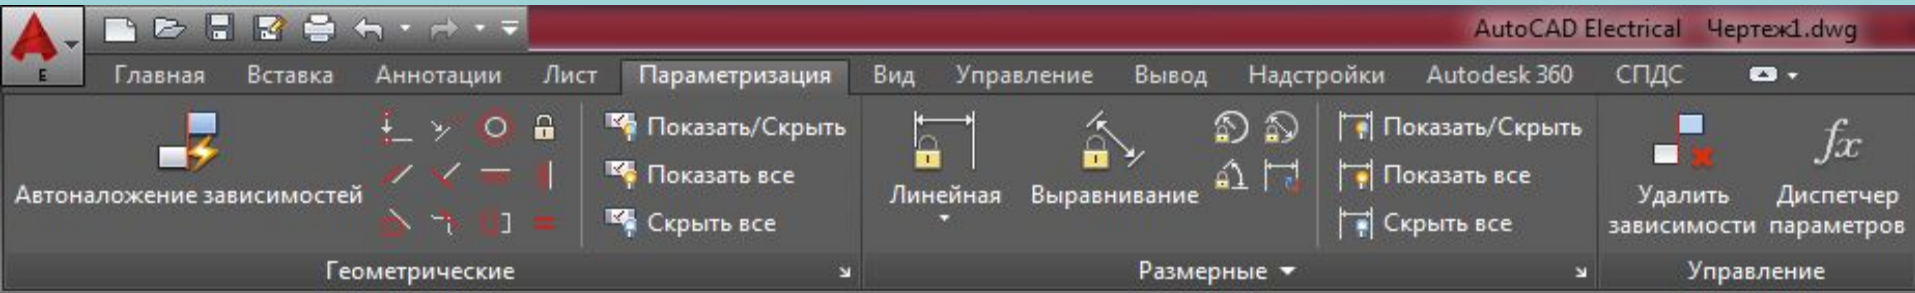 AutoCAD Electrical Чертеж1.dwg
E
Главная Вставка Аннотации Лист Параметризация Вид Управление Вывод Надстройки Autodesk 360 СПДС
Автоналожение зависимостей
Показать/Скрыть
Показать все
Скрыть все
Геометрические
Линейная
Выравнивание
Показать/Скрыть
Показать все
Скрыть все
Размерные
Удалить
зависимости
fx
Диспетчер
параметров
Управление